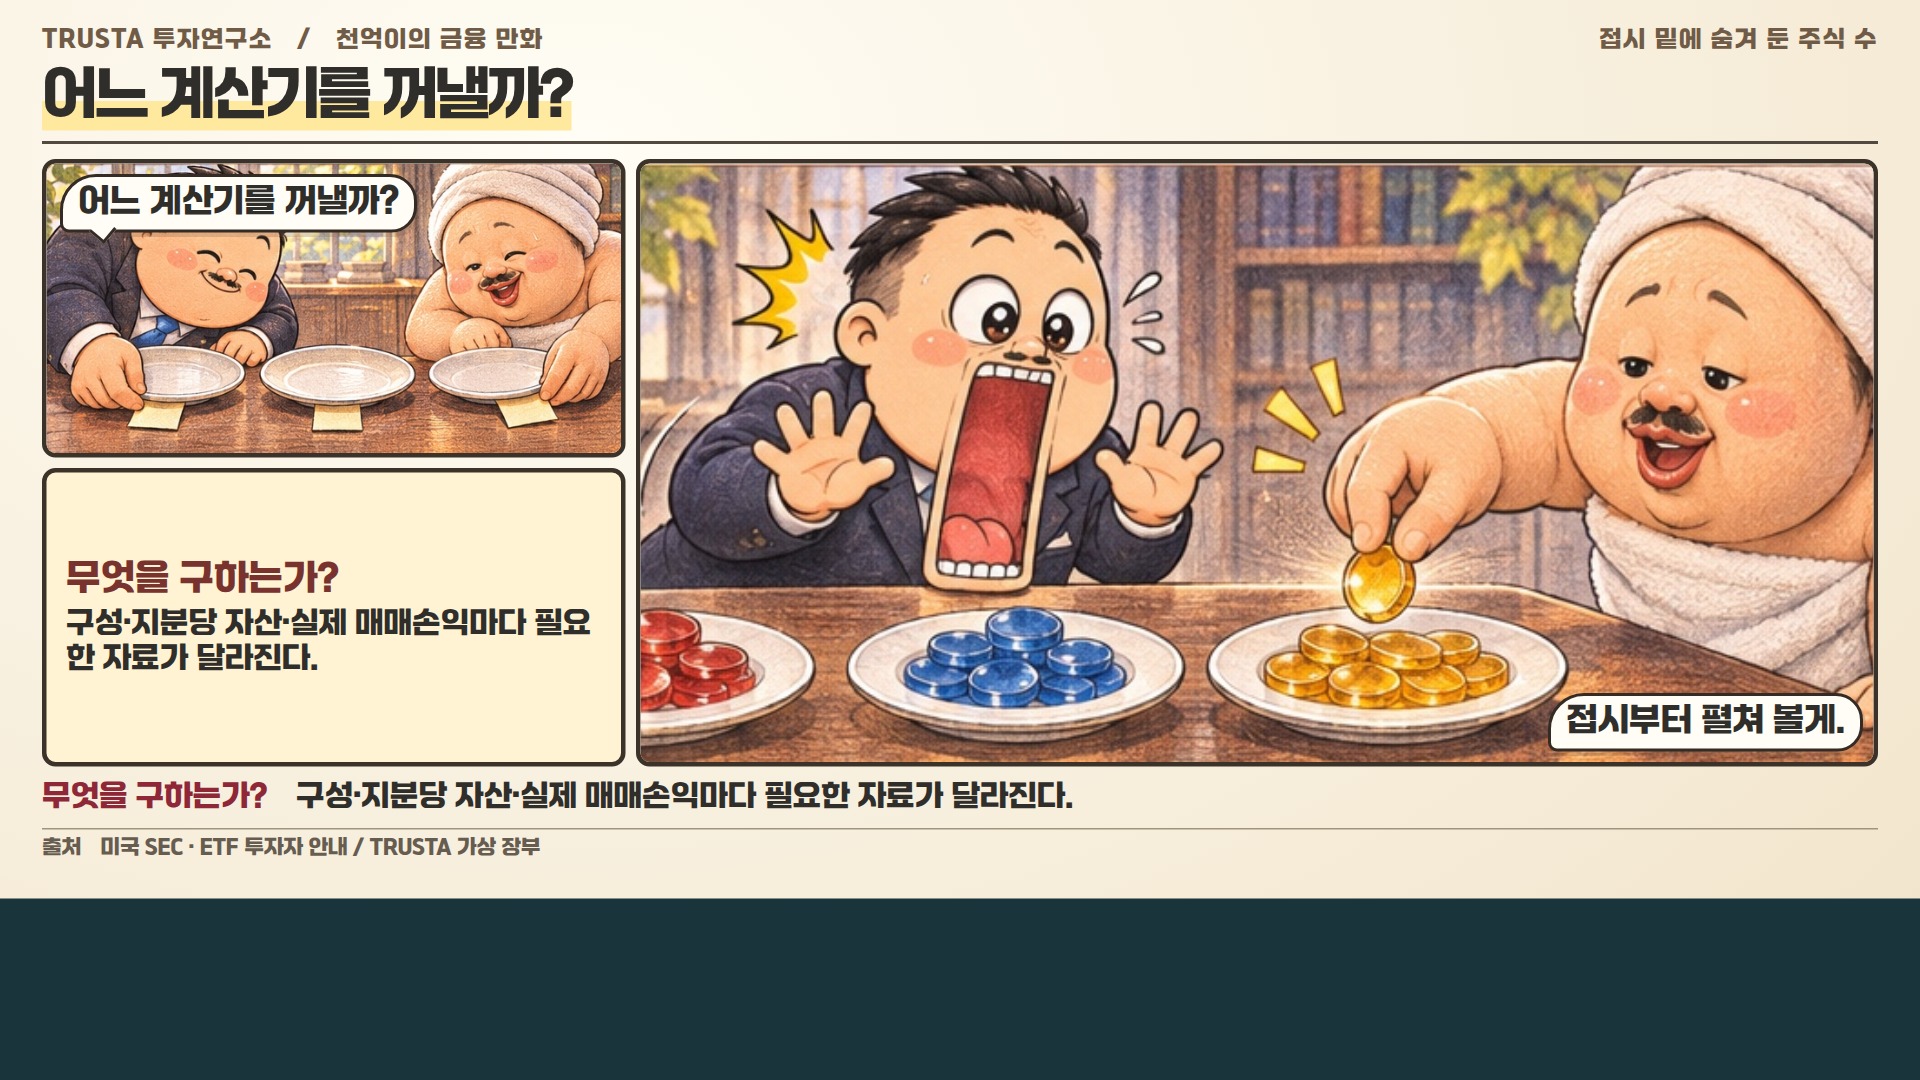 TRUSTA 투자연구소 / 천억이의 금융 만화
접시 밑에 숨겨 둔 주식 수
어느 계산기를 꺼낼까?
어느 계산기를 꺼낼까?
무엇을 구하는가?
구성·지분당 자산·실제 매매손익마다 필요
한 자료가 달라진다.
접시부터 펼쳐 볼게.
무엇을 구하는가? 구성·지분당 자산·실제 매매손익마다 필요한 자료가 달라진다.
출처 미국 SEC · ETF 투자자 안내 / TRUSTA 가상 장부